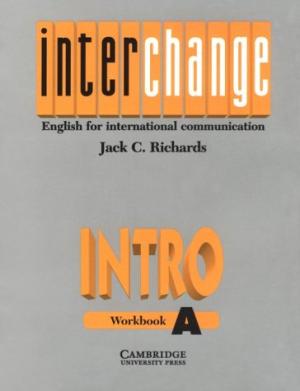 interchange
English for international communication
Jack C. Richards
INTRO
Workbook A
CAMBRIDGE
UNIVERSITY PRESS